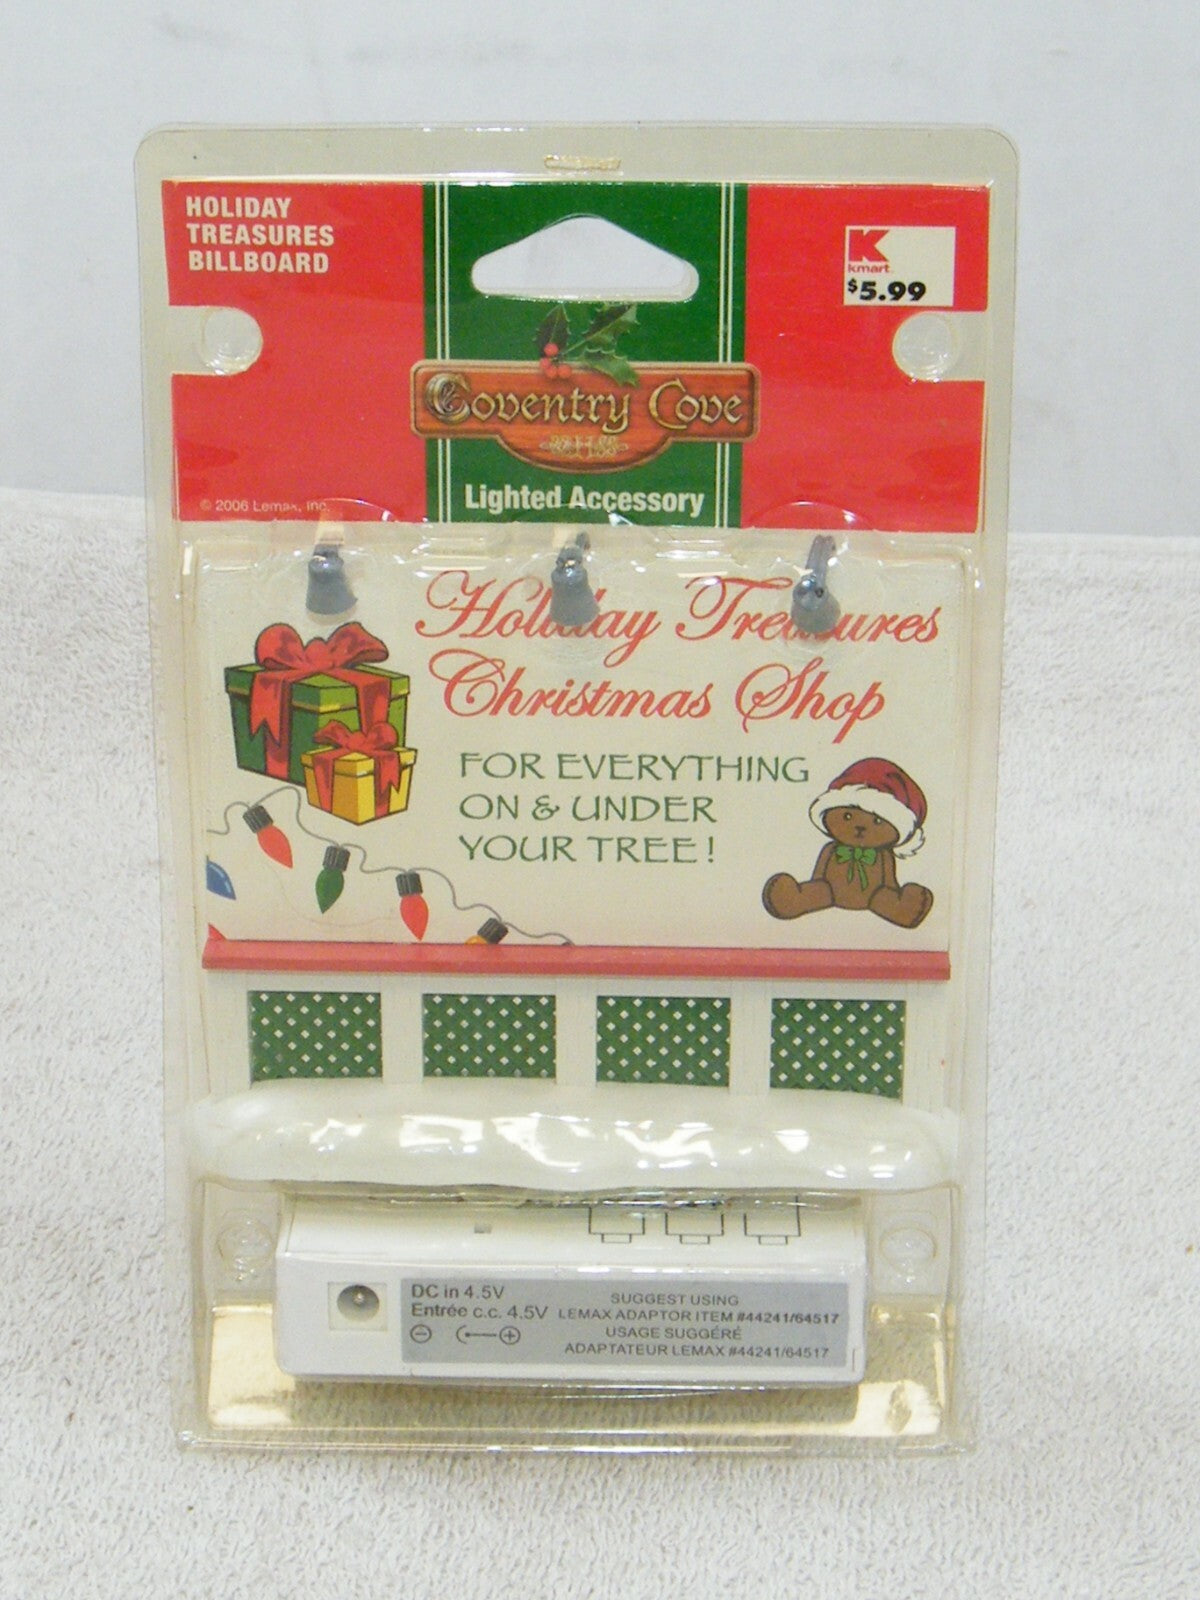 HOLIDAY
TREASURES
BILLBOARD
K
kmart
$5.99
Coventry Cove
Lighted Accessory
© 2006 Lemax, Inc.
Holiday Treasures
Christmas Shop
FOR EVERYTHING
ON & UNDER
YOUR TREE!
DC in 4.5V
Entrée c.c. 4.5V
SUGGEST USING
LEMAX ADAPTOR ITEM #44241/64517
USAGE SUGGÉRÉ
ADAPTATEUR LEMAX #44241/64517